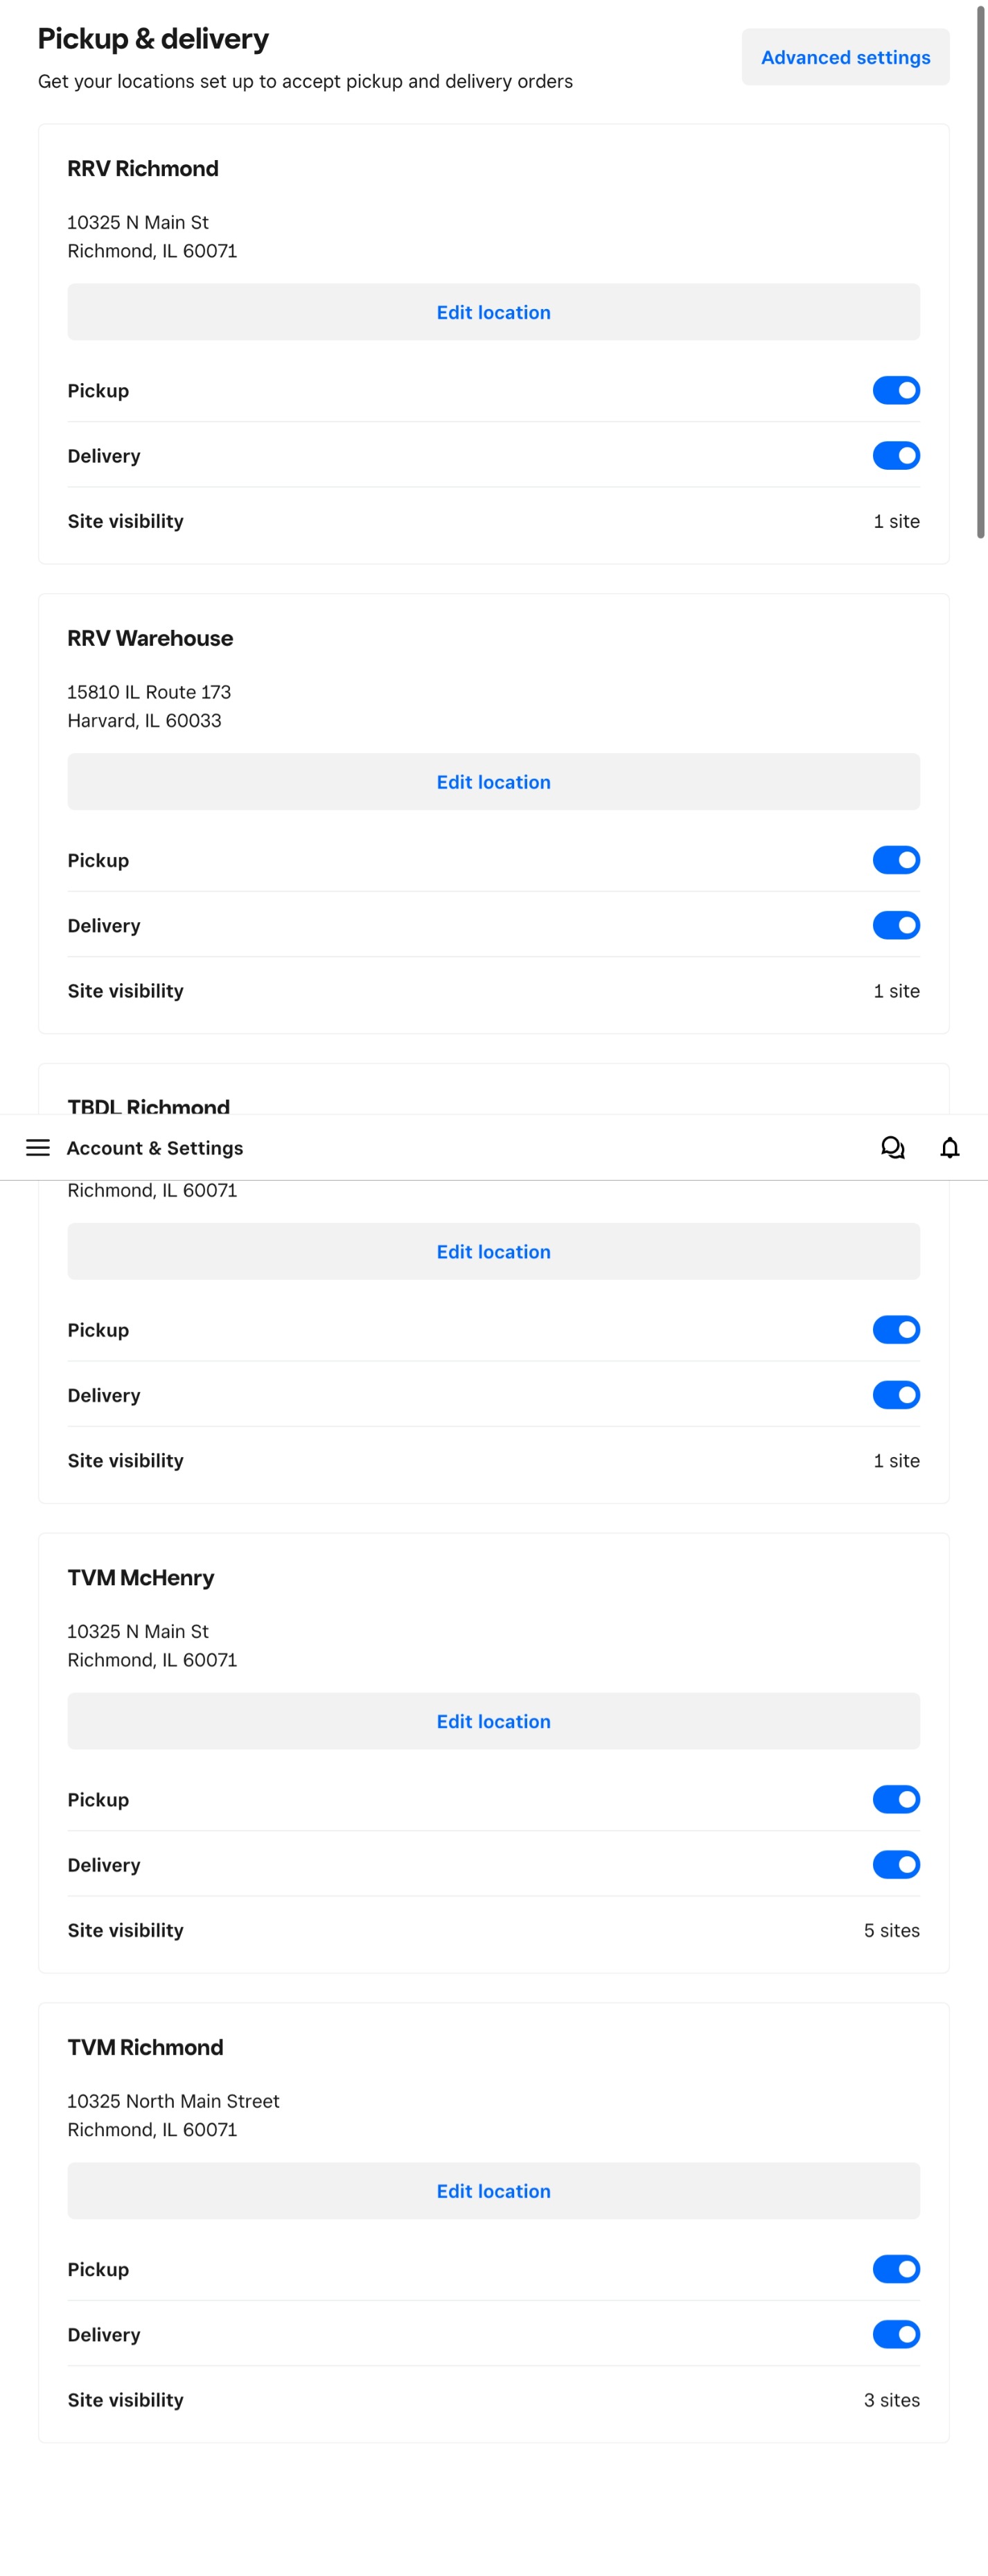 Pickup & delivery
Advanced settings
Get your locations set up to accept pickup and delivery orders
RRV Richmond
10325 N Main St
Richmond, IL 60071
Edit location
Pickup
Delivery
Site visibility 1 site
RRV Warehouse
15810 IL Route 173
Harvard, IL 60033
Edit location
Pickup
Delivery
Site visibility 1 site
TBDL Richmond
Account & Settings
Richmond, IL 60071
Edit location
Pickup
Delivery
Site visibility 1 site
TVM McHenry
10325 N Main St
Richmond, IL 60071
Edit location
Pickup
Delivery
Site visibility 5 sites
TVM Richmond
10325 North Main Street
Richmond, IL 60071
Edit location
Pickup
Delivery
Site visibility 3 sites